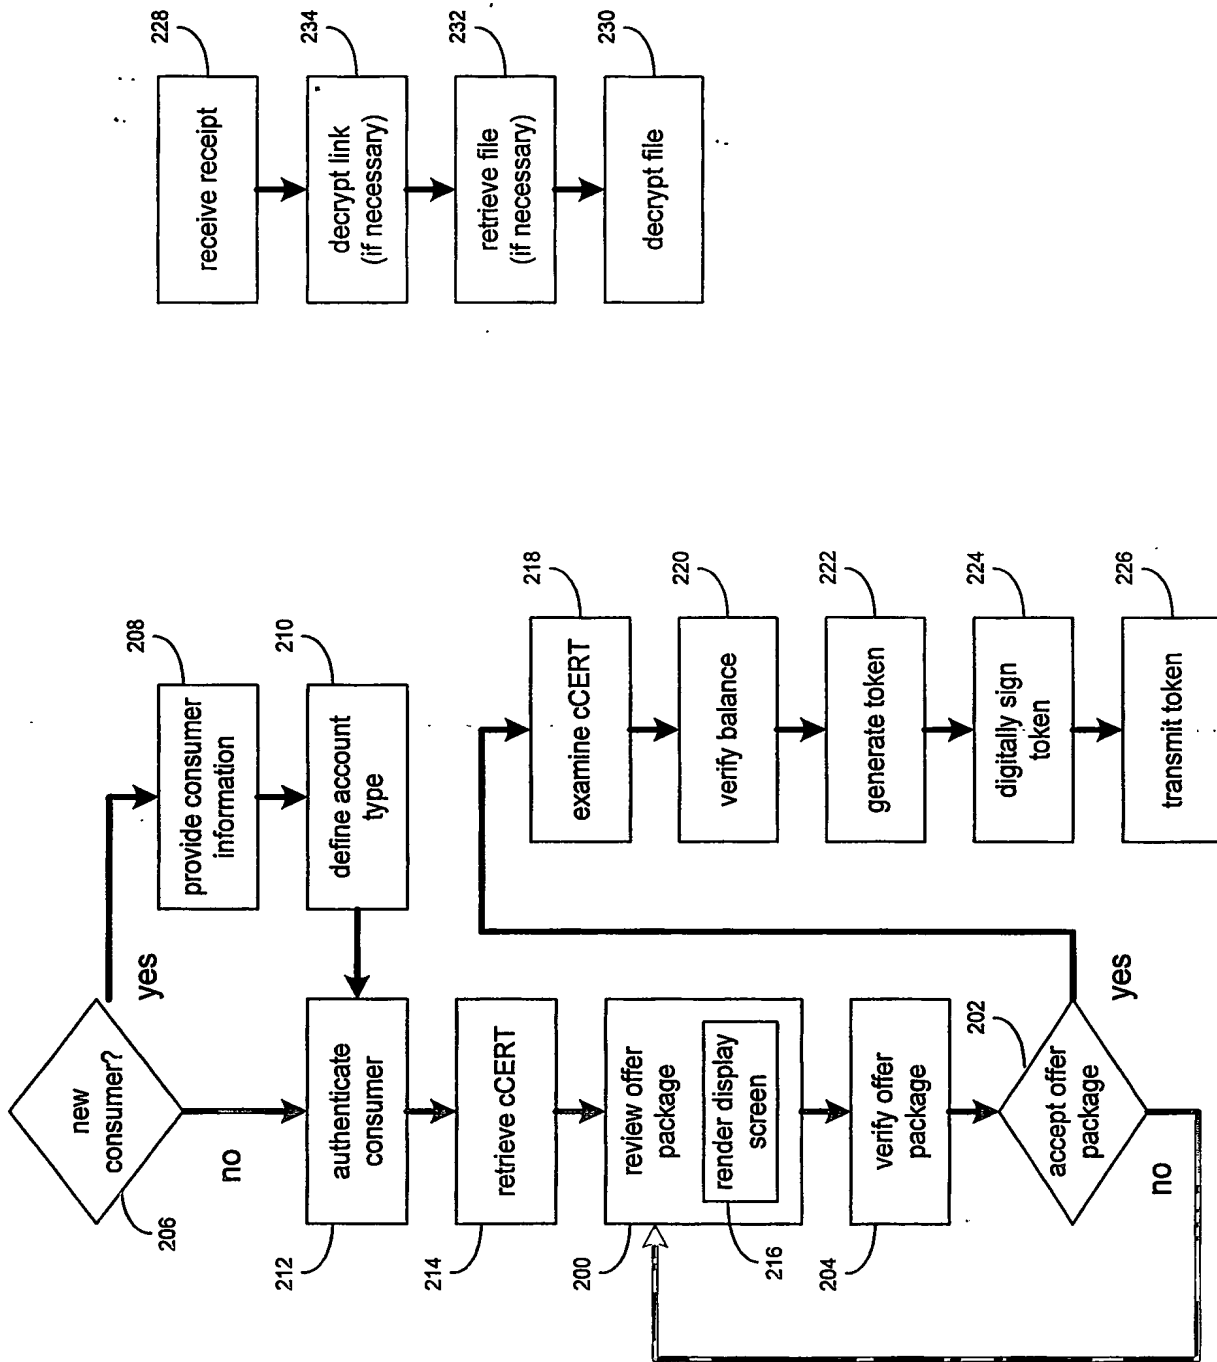 new
consumer?
206
yes
no
provide consumer
information
208
define account
type
210
authenticate
consumer
212
retrieve cCERT
214
review offer
package
200
render display
screen
216
verify offer
package
204
accept offer
package
202
yes
no
examine cCERT
218
verify balance
220
generate token
222
digitally sign
token
224
transmit token
226
receive receipt
228
decrypt link
(if necessary)
234
retrieve file
(if necessary)
232
decrypt file
230